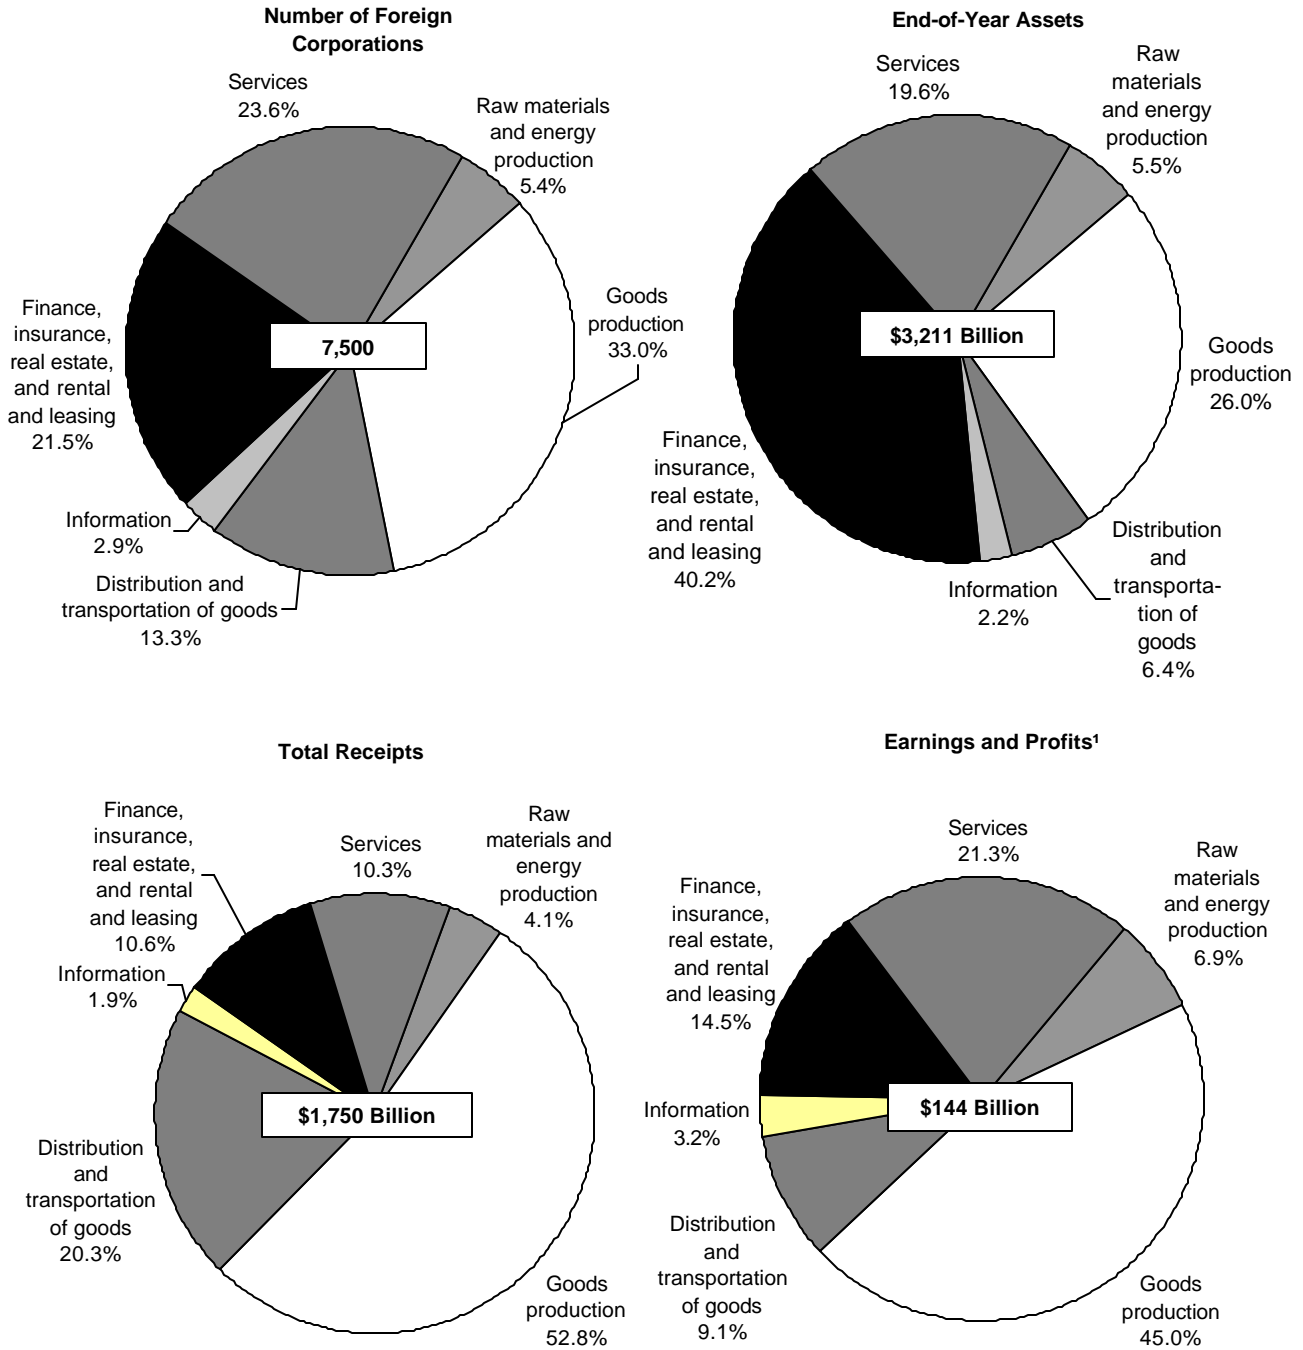 Number of Foreign
Corporations
Services
23.6%
Raw materials
and energy
production
5.4%
Goods
production
33.0%
Finance,
insurance,
real estate,
and rental
and leasing
21.5%
7,500
Information
2.9%
Distribution and
transportation of goods
13.3%
End-of-Year Assets
Services
19.6%
Raw
materials
and energy
production
5.5%
$3,211 Billion
Goods
production
26.0%
Finance,
insurance,
real estate,
and rental
and leasing
40.2%
Information
2.2%
Distribution
and
transporta-
tion of
goods
6.4%
Total Receipts
Finance,
insurance,
real estate,
and rental
and leasing
10.6%
Services
10.3%
Raw
materials and
energy
production
4.1%
Information
1.9%
$1,750 Billion
Distribution
and
transportation
of goods
20.3%
Goods
production
52.8%
Earnings and Profits¹
Services
21.3%
Raw
materials
and energy
production
6.9%
Finance,
insurance,
real estate,
and rental
and leasing
14.5%
Information
3.2%
$144 Billion
Distribution
and
transportation
of goods
9.1%
Goods
production
45.0%